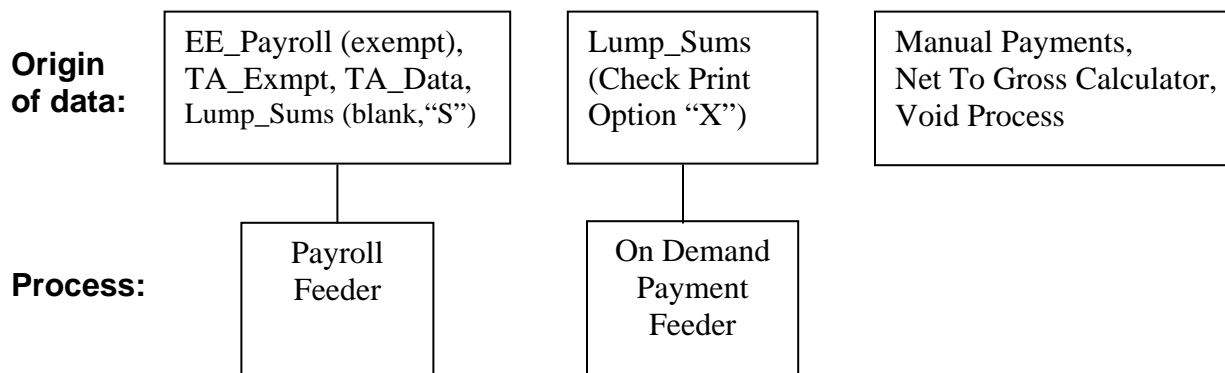 Origin
of data:
EE_Payroll (exempt),
TA_Exmpt, TA_Data,
Lump_Sums (blank,“S”)
Lump_Sums
(Check Print
Option “X”)
Manual Payments,
Net To Gross Calculator,
Void Process
Process:
Payroll
Feeder
On Demand
Payment
Feeder